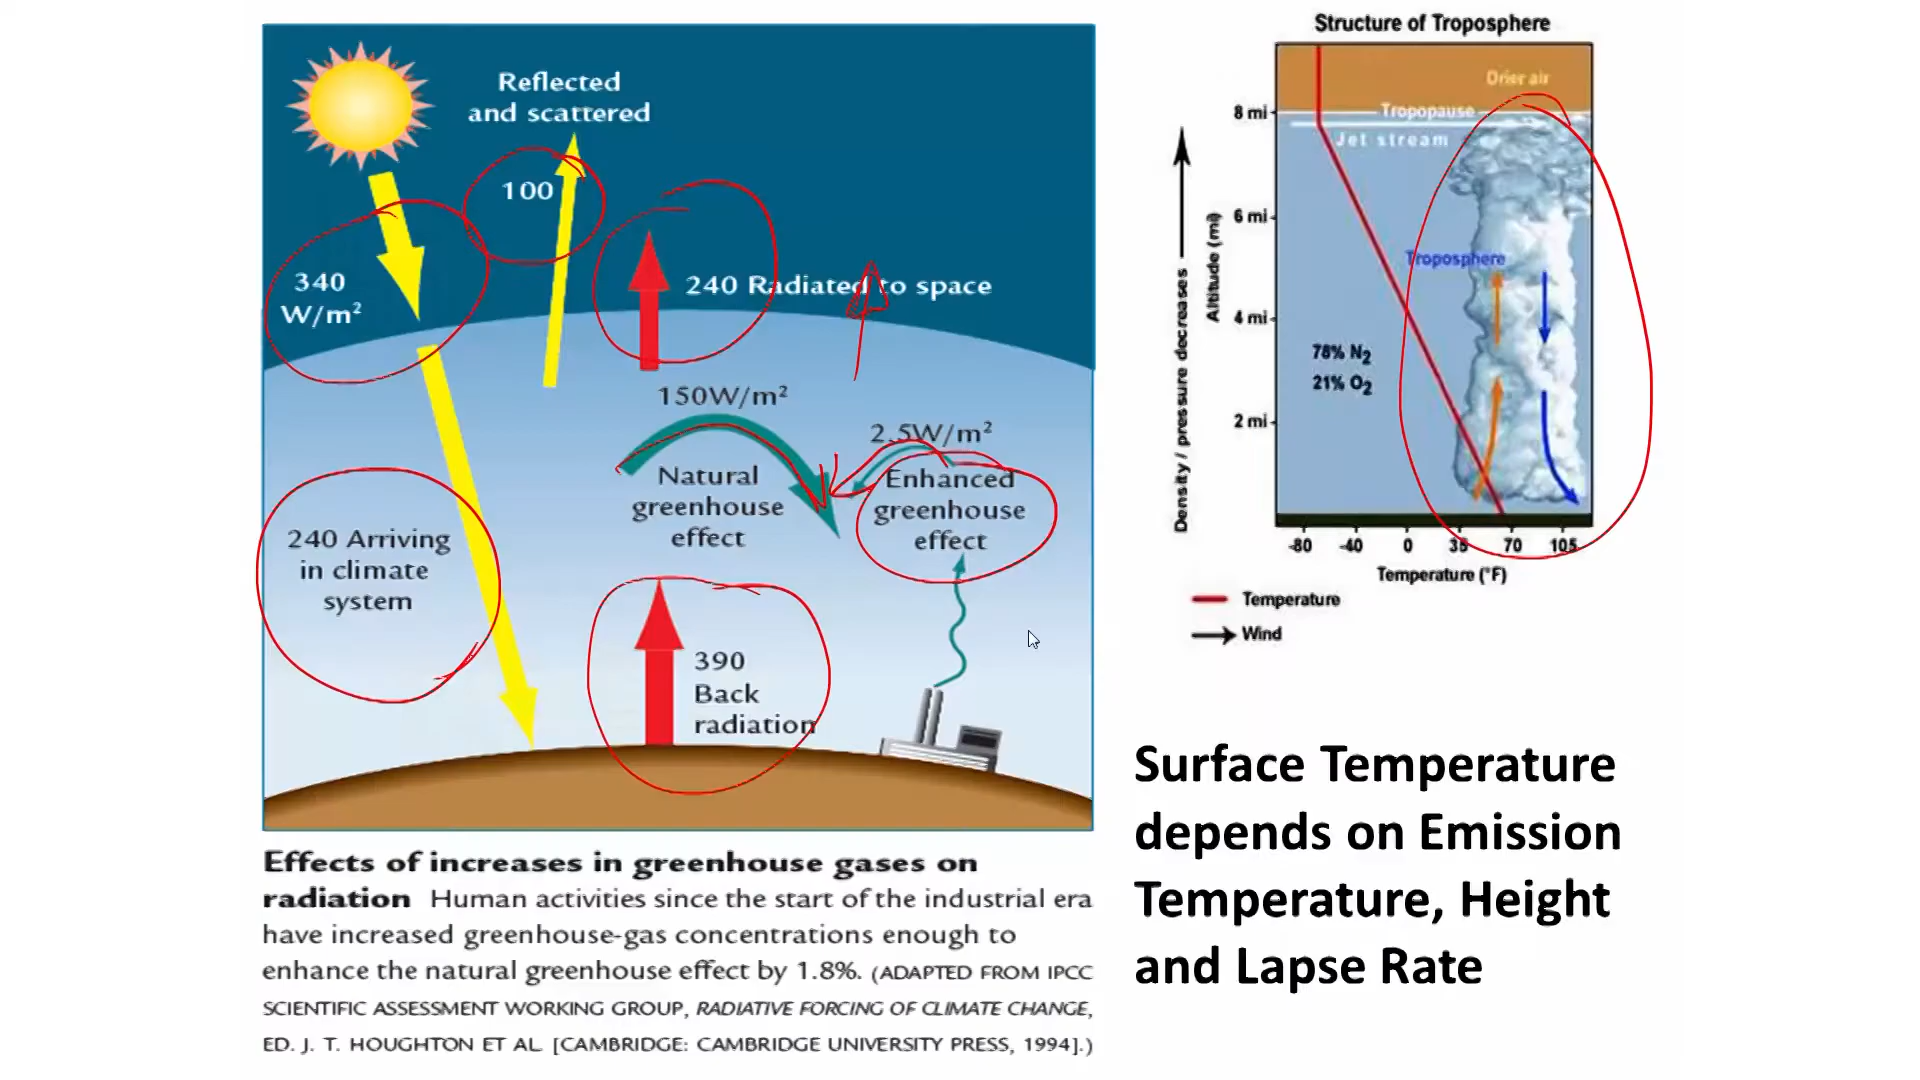 Reflected
and scattered
100
340
W/m²
240 Radiated to space
150W/m²
2.5W/m²
Natural
greenhouse
effect
Enhanced
greenhouse
effect
240 Arriving
in climate
system
390
Back
radiation
Effects of increases in greenhouse gases on
radiation Human activities since the start of the industrial era
have increased greenhouse-gas concentrations enough to
enhance the natural greenhouse effect by 1.8%. (ADAPTED FROM IPCC
SCIENTIFIC ASSESSMENT WORKING GROUP, RADIATIVE FORCING OF CLIMATE CHANGE,
ED. J. T. HOUGHTON ET AL. [CAMBRIDGE: CAMBRIDGE UNIVERSITY PRESS, 1994].)
Structure of Troposphere
Drier air
8 mi
Tropopause
Jet stream
6 mi
Troposphere
4 mi
78% N₂
21% O₂
2 mi
Density / pressure decreases
Altitude (mi)
-80 -40 0 35 70 105
Temperature (°F)
Temperature
Wind
Surface Temperature
depends on Emission
Temperature, Height
and Lapse Rate